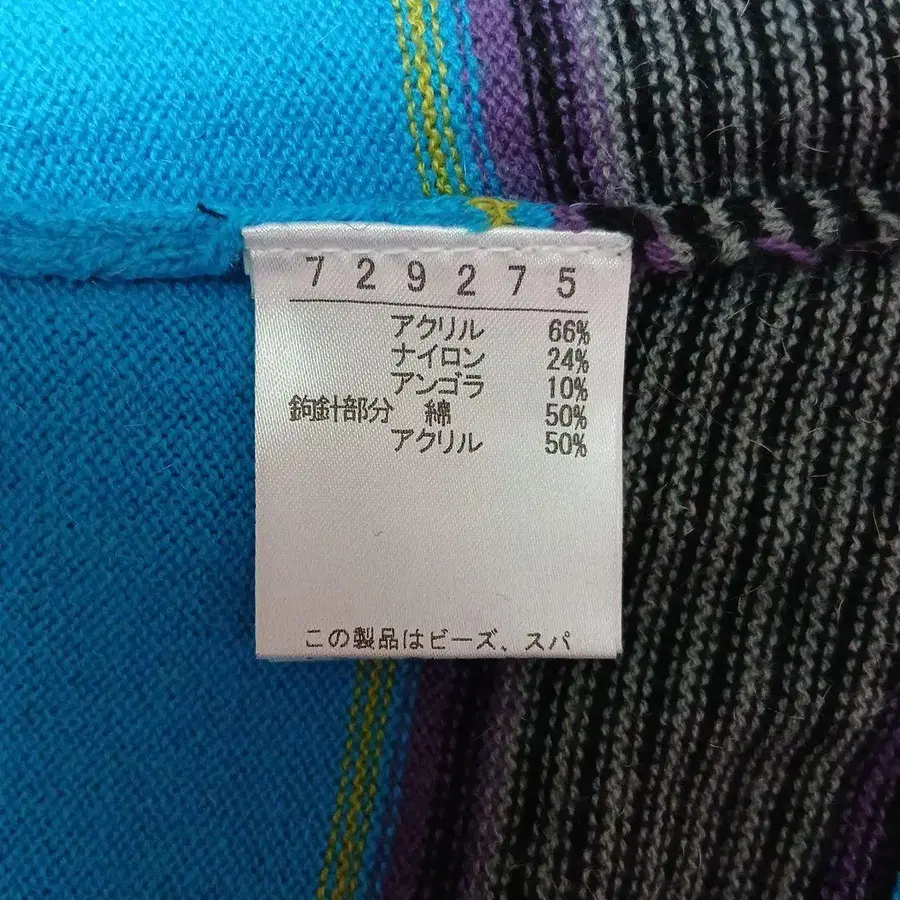 729275
アクリル 66%
ナイロン 24%
アンゴラ 10%
鉤針部分 綿 50%
アクリル 50%
この製品はビーズ、スパ